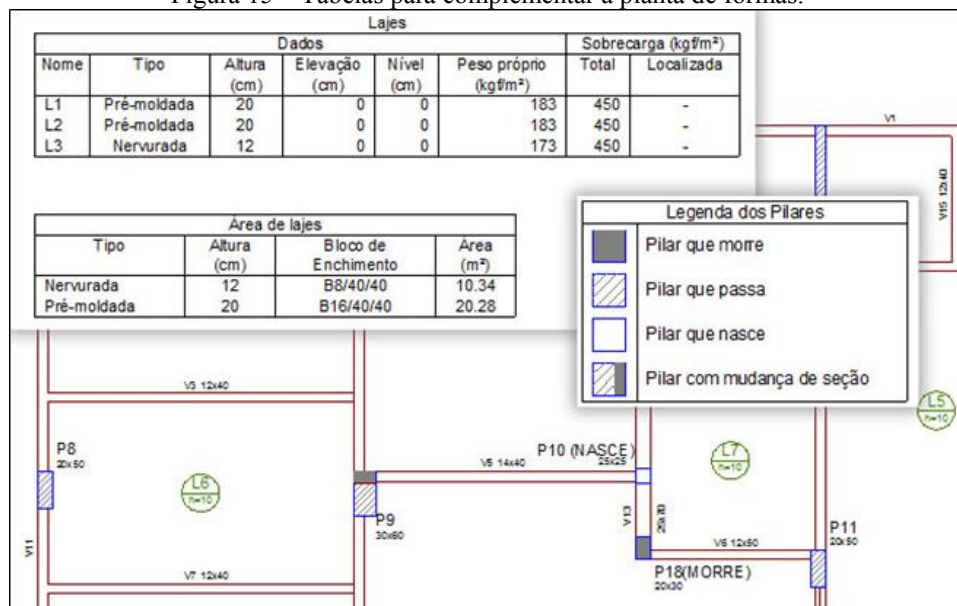 Figura 15 – Tabelas para complementar a planta de formas.
Lajes
Dados Sobrecarga (kgf/m²)
Nome Tipo Altura (cm) Elevação (cm) Nível (cm) Peso próprio (kgf/m²) Total Localizada
L1 Pré-moldada 20 0 0 183 450 -
L2 Pré-moldada 20 0 0 183 450 -
L3 Nervurada 12 0 0 173 450 -
Área de lajes
Tipo Altura (cm) Bloco de Enchimento Área (m²)
Nervurada 12 B8/40/40 10.34
Pré-moldada 20 B16/40/40 20.28
V1
V15 12x40
Legenda dos Pilares
Pilar que morre
Pilar que passa
Pilar que nasce
Pilar com mudança de seção
V3 12x40
P8
20x50
L6
h=10
V5 14x40
P10 (NASCE)
25x25
L7
h=10
L5
h=10
P9
30x60
V13
25x70
V6 12x50
P11
20x50
V11
V7 12x40
P18(MORRE)
20x30